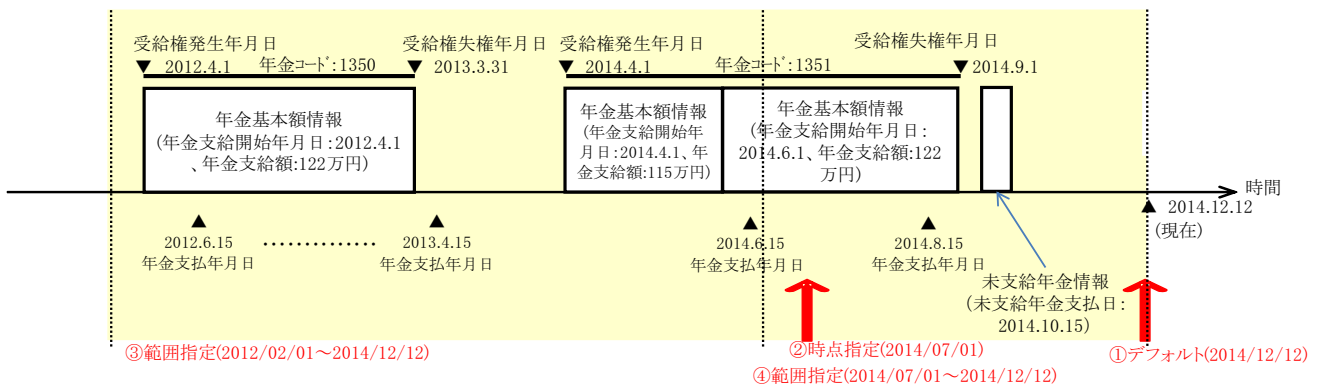 受給権発生年月日
受給権失権年月日
受給権発生年月日
受給権失権年月日
▼ 2012.4.1
年金コード:1350
▼ 2013.3.31
▼ 2014.4.1
年金コード:1351
▼ 2014.9.1
年金基本額情報
(年金支給開始年月日:2012.4.1
、年金支給額:122万円)
年金基本額情報
(年金支給開始年
月日:2014.4.1、年
金支給額:115万円)
年金基本額情報
(年金支給開始年月日:
2014.6.1、年金支給額:122
万円)
時間
▲ 2014.12.12
(現在)
▲
2012.6.15
年金支払年月日
……………
▲
2013.4.15
年金支払年月日
▲
2014.6.15
年金支払年月日
▲
2014.8.15
年金支払年月日
未支給年金情報
(未支給年金支払日:
2014.10.15)
③範囲指定(2012/02/01～2014/12/12)
②時点指定(2014/07/01)
①デフォルト(2014/12/12)
④範囲指定(2014/07/01～2014/12/12)